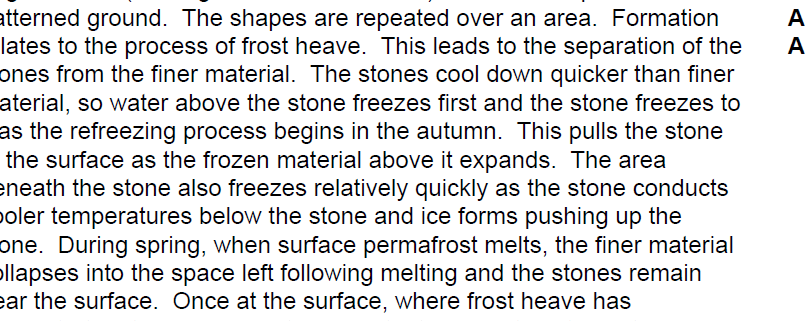 atterned ground. The shapes are repeated over an area. Formation A
lates to the process of frost heave. This leads to the separation of the A
ones from the finer material. The stones cool down quicker than finer
aterial, so water above the stone freezes first and the stone freezes to
as the refreezing process begins in the autumn. This pulls the stone
the surface as the frozen material above it expands. The area
eneath the stone also freezes relatively quickly as the stone conducts
ooler temperatures below the stone and ice forms pushing up the
one. During spring, when surface permafrost melts, the finer material
ollapses into the space left following melting and the stones remain
ear the surface. Once at the surface, where frost heave has